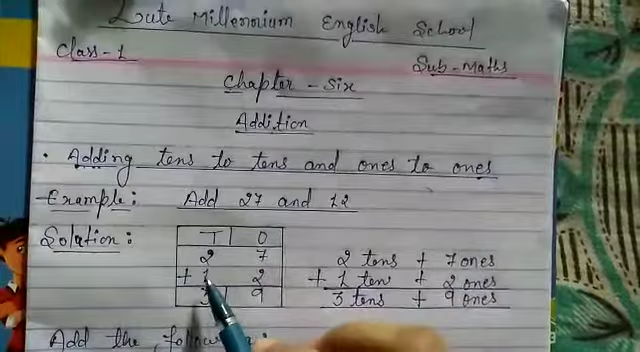 Lute Millennium English School
Class-1
Sub-Maths
Chapter-Six
Addition
• Adding tens to tens and ones to ones
Example: Add 27 and 12
Solution:
T O
2 7 2 tens + 7 ones
+ 1 2 + 1 ten + 2 ones
3 9 3 tens + 9 ones
Add the